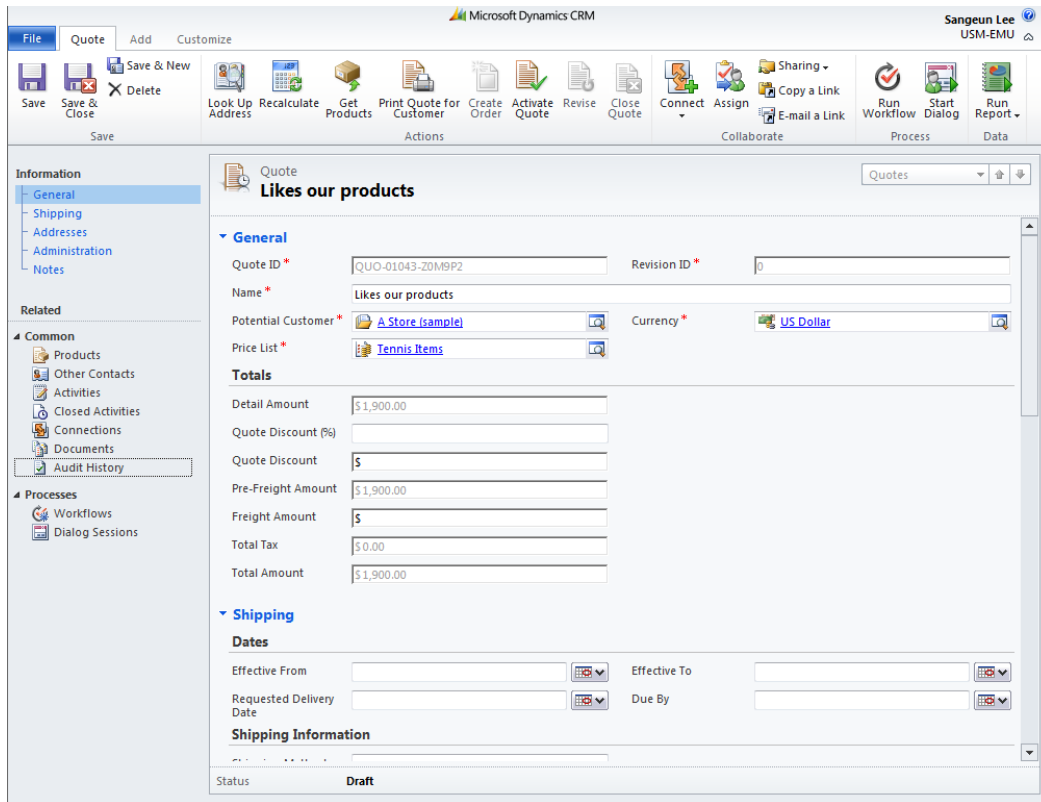 Microsoft Dynamics CRM
Sangeun Lee
USM-EMU
File Quote Add Customize
Save
Save & Close
Save & New
Delete
Save
Look Up Address
Recalculate
Get Products
Print Quote for Customer
Create Order
Activate Quote
Revise
Close Quote
Actions
Connect
Assign
Sharing
Copy a Link
E-mail a Link
Collaborate
Run Workflow
Start Dialog
Process
Run Report
Data
Information
General
Shipping
Addresses
Administration
Notes
Related
Common
Products
Other Contacts
Activities
Closed Activities
Connections
Documents
Audit History
Processes
Workflows
Dialog Sessions
Quote
Likes our products
Quotes
General
Quote ID * QUO-01043-Z0M9P2 Revision ID * 0
Name * Likes our products
Potential Customer * A Store (sample) Currency * US Dollar
Price List * Tennis Items
Totals
Detail Amount $1,900.00
Quote Discount (%)
Quote Discount $
Pre-Freight Amount $1,900.00
Freight Amount $
Total Tax $0.00
Total Amount $1,900.00
Shipping
Dates
Effective From Effective To
Requested Delivery Date Due By
Shipping Information
Status Draft